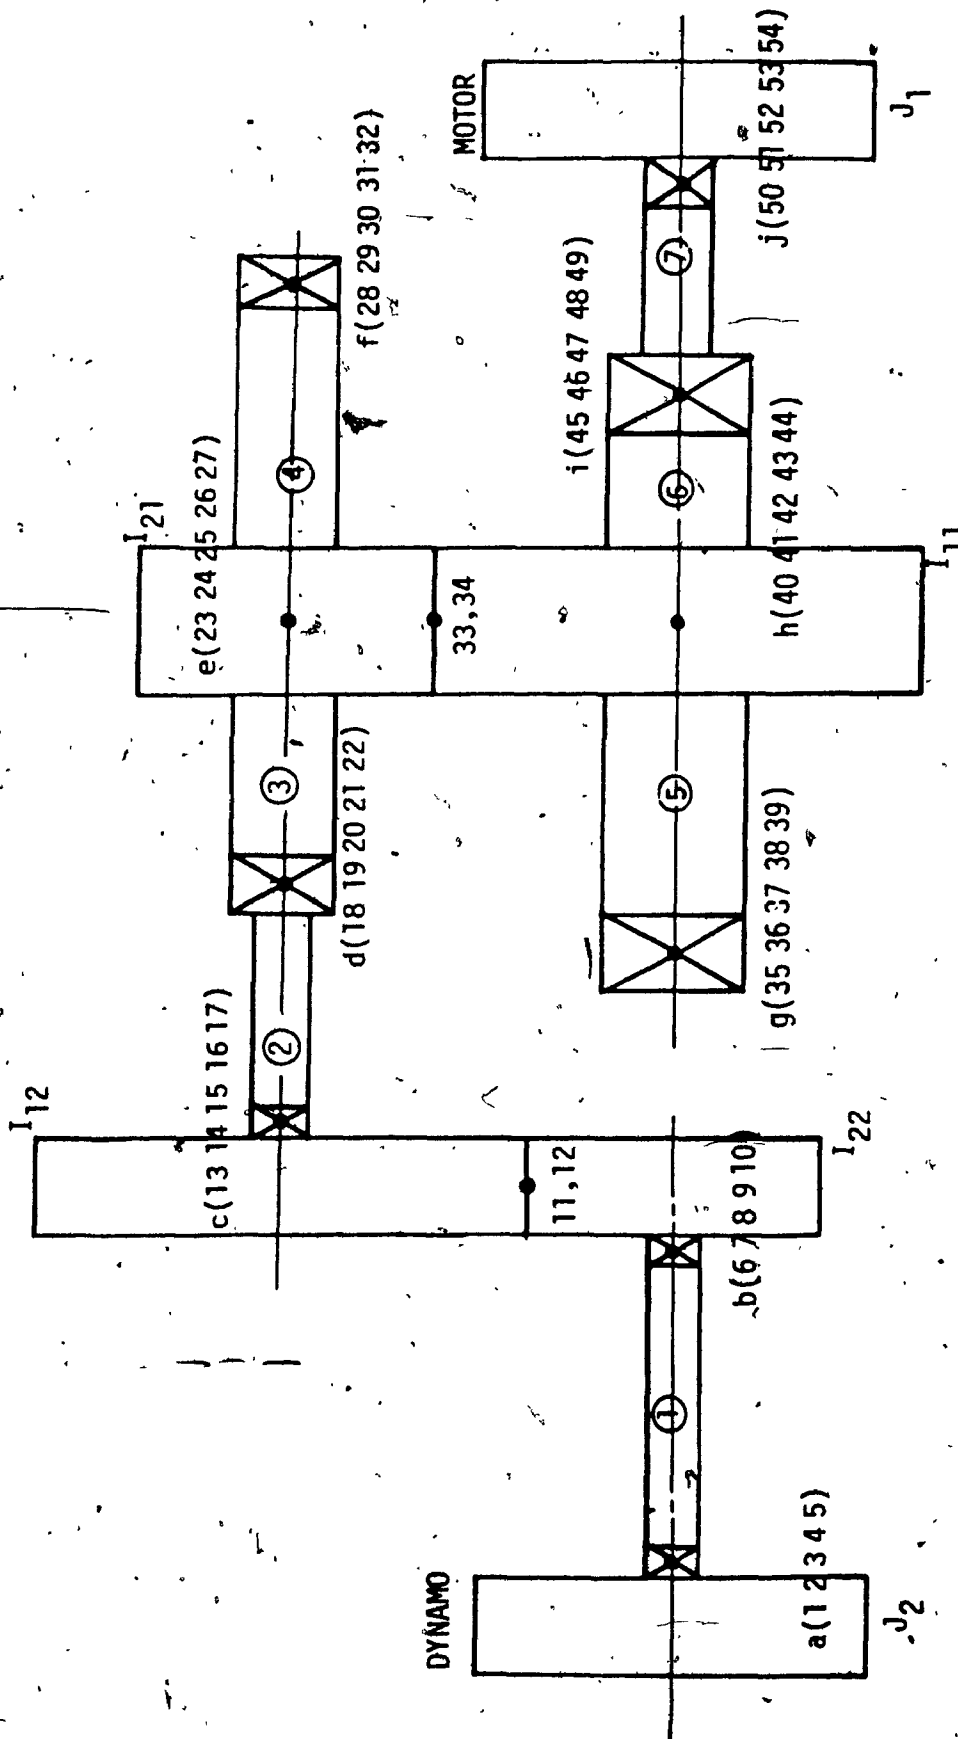 I12
c(13 14 15 16 17)
I21
e(23 24 25 26 27)
2
3
4
d(18 19 20 21 22)
f(28 29 30 31 32)
DYNAMO
11,12
33,34
i(45 46 47 48 49)
MOTOR
1
5
6
7
a(1 2 3 4 5)
b(6 7 8 9 10
g(35 36 37 38 39)
h(40 41 42 43 44)
j(50 51 52 53 54)
J2
I22
I11
J1